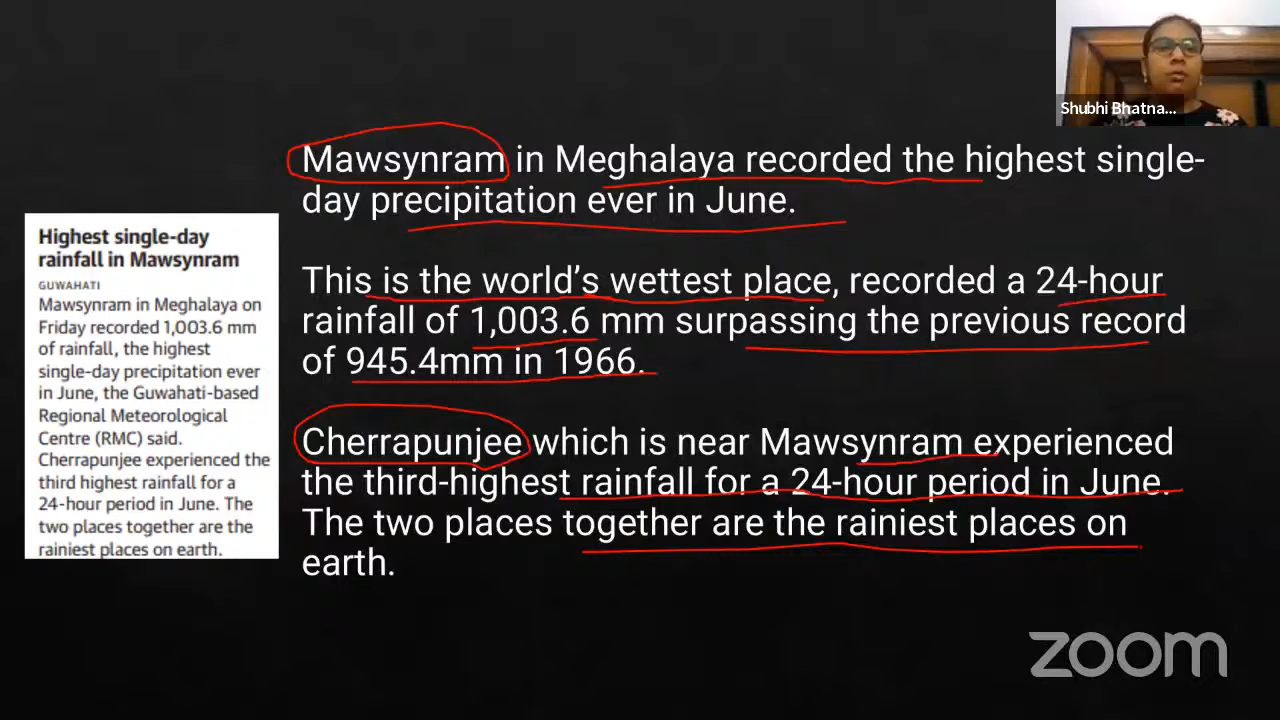 Shubhi Bhatna...
Mawsynram in Meghalaya recorded the highest single-
day precipitation ever in June.
This is the world's wettest place, recorded a 24-hour
rainfall of 1,003.6 mm surpassing the previous record
of 945.4mm in 1966.
Cherrapunjee which is near Mawsynram experienced
the third-highest rainfall for a 24-hour period in June.
The two places together are the rainiest places on
earth.
Highest single-day
rainfall in Mawsynram
GUWAHATI
Mawsynram in Meghalaya on
Friday recorded 1,003.6 mm
of rainfall, the highest
single-day precipitation ever
in June, the Guwahati-based
Regional Meteorological
Centre (RMC) said.
Cherrapunjee experienced the
third highest rainfall for a
24-hour period in June. The
two places together are the
rainiest places on earth.
zoom